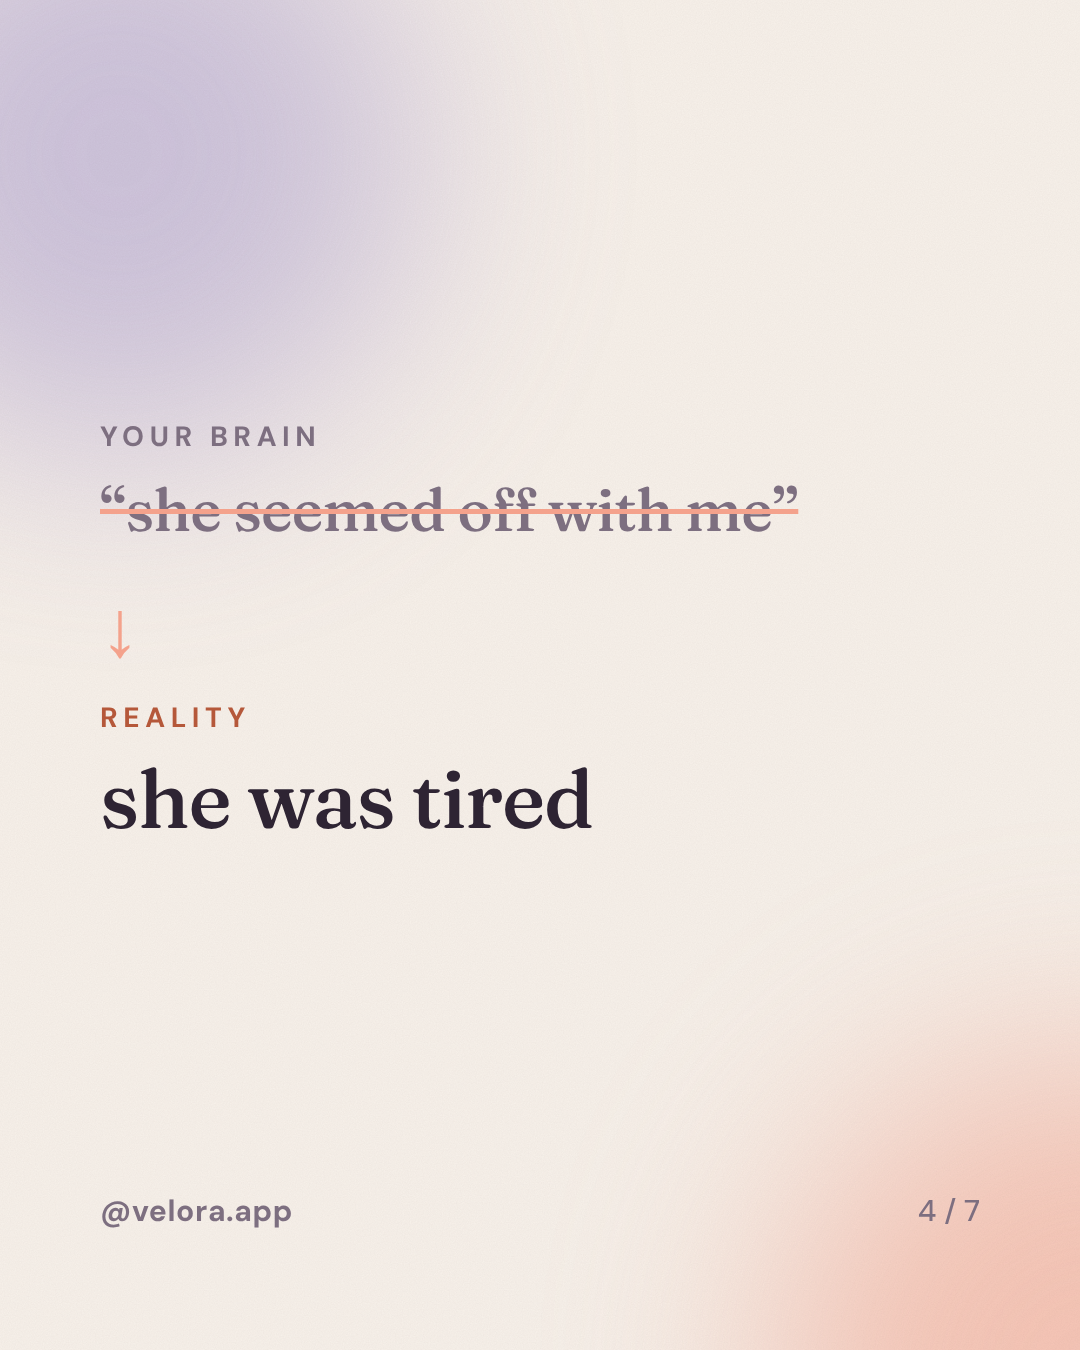 YOUR BRAIN
“she seemed off with me”
↓
REALITY
she was tired
@velora.app
4 / 7